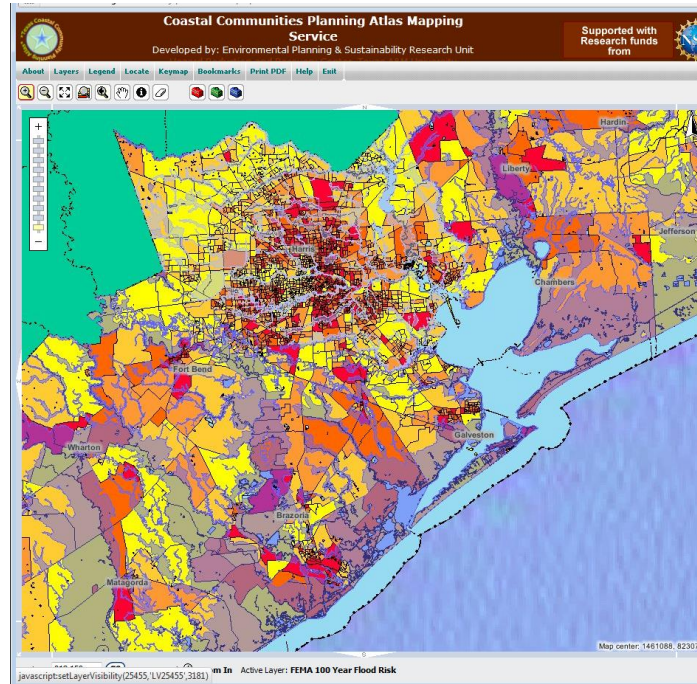 Coastal Communities Planning Atlas Mapping
Service
Developed by: Environmental Planning & Sustainability Research Unit
Supported with
Research funds
from
About Layers Legend Locate Keymap Bookmarks Print PDF Help Exit
Hardin
Liberty
Jefferson
Harris
Chambers
Fort Bend
Galveston
Wharton
Brazoria
Matagorda
Map center: 1461088, 82307
om In Active Layer: FEMA 100 Year Flood Risk
javascript:setLayerVisibility(25455,'LV25455',3181)